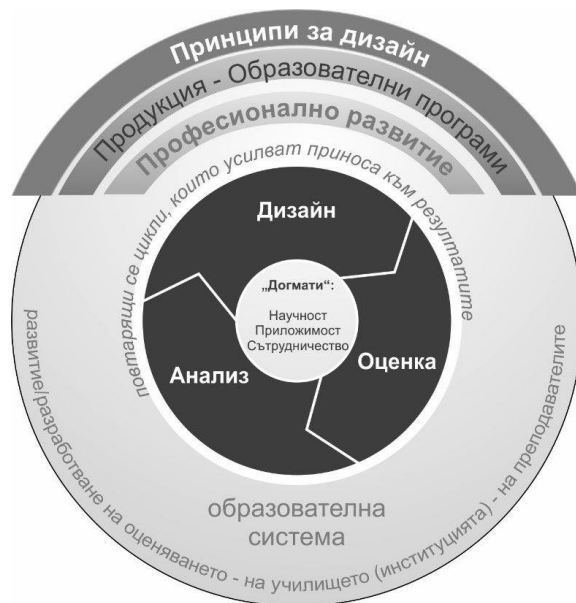 Принципи за дизайн
Продукция - Образователни програми
Професионално развитие
повтарящи се цикли, които усилват приноса към резултатите
Дизайн
„Догмати“:
Научност
Приложимост
Сътрудничество
Анализ
Оценка
образователна
система
развитие/разработване на оценяването - на училището (институцията) - на преподавателите